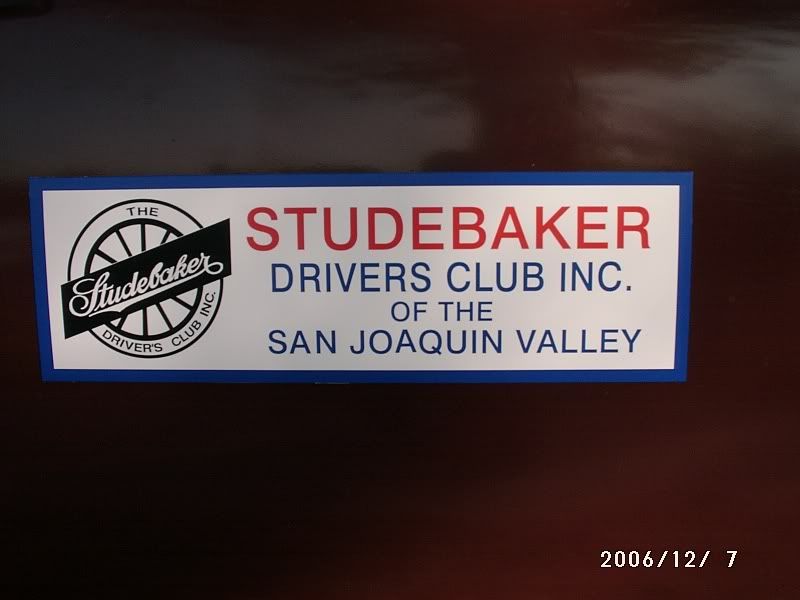 THE
Studebaker
DRIVER'S CLUB INC.
STUDEBAKER
DRIVERS CLUB INC.
OF THE
SAN JOAQUIN VALLEY
2006/12/ 7